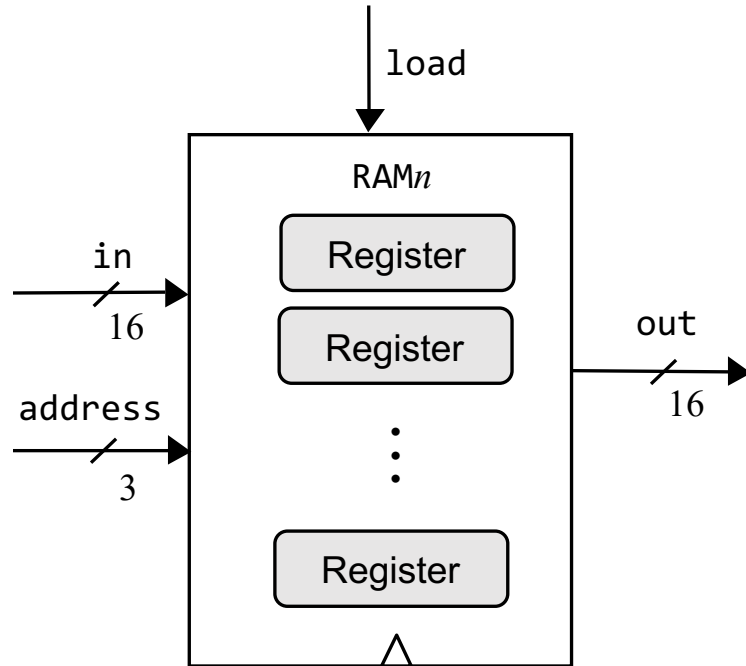 load
RAMn
Register
in
16
Register
out
16
address
3
Register